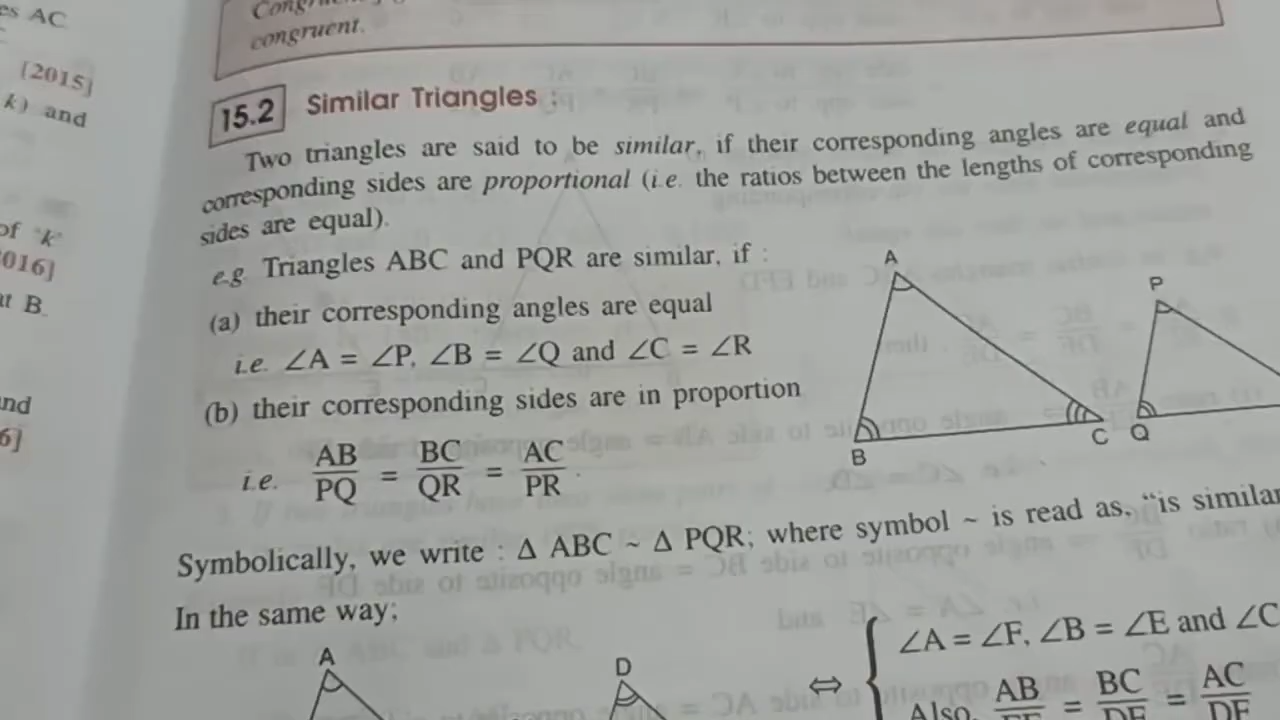 es AC
[2015]
k) and
of "k"
2016]
at B.
and
6]
congruent.
15.2 Similar Triangles :
Two triangles are said to be similar, if their corresponding angles are equal and
corresponding sides are proportional (i.e. the ratios between the lengths of corresponding
sides are equal).
e.g. Triangles ABC and PQR are similar, if :
(a) their corresponding angles are equal
i.e. ∠A = ∠P, ∠B = ∠Q and ∠C = ∠R
(b) their corresponding sides are in proportion
i.e. AB/PQ = BC/QR = AC/PR .
A
B
C
P
Q
Symbolically, we write : Δ ABC ~ Δ PQR; where symbol ~ is read as, "is similar
In the same way;
A
D
⇔ { ∠A = ∠F, ∠B = ∠E and ∠C
Also, AB = BC = AC